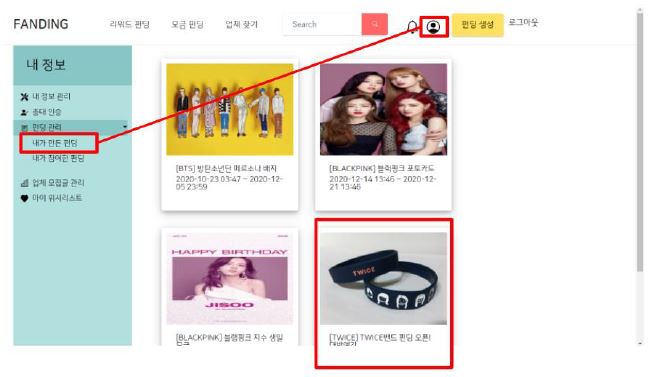 FANDING
리워드 펀딩
모금 펀딩
업체 찾기
Search
펀딩 생성
로그아웃
내 정보
내 정보 관리
총대 인증
펀딩 관리
내가 만든 펀딩
내가 참여한 펀딩
업체 모집글 관리
마이 위시리스트
[BTS] 방탄소년단 페르소나 배지
2020-10-23 03:47 ~ 2020-12-
05 23:59
[BLACKPINK] 블랙핑크 포토카드
2020-12-14 13:46 ~ 2020-12-
21 13:46
HAPPY BIRTHDAY
JISOO
[BLACKPINK] 블랙핑크 지수 생일
TWICE
[TWICE] TWICE밴드 펀딩 오픈!